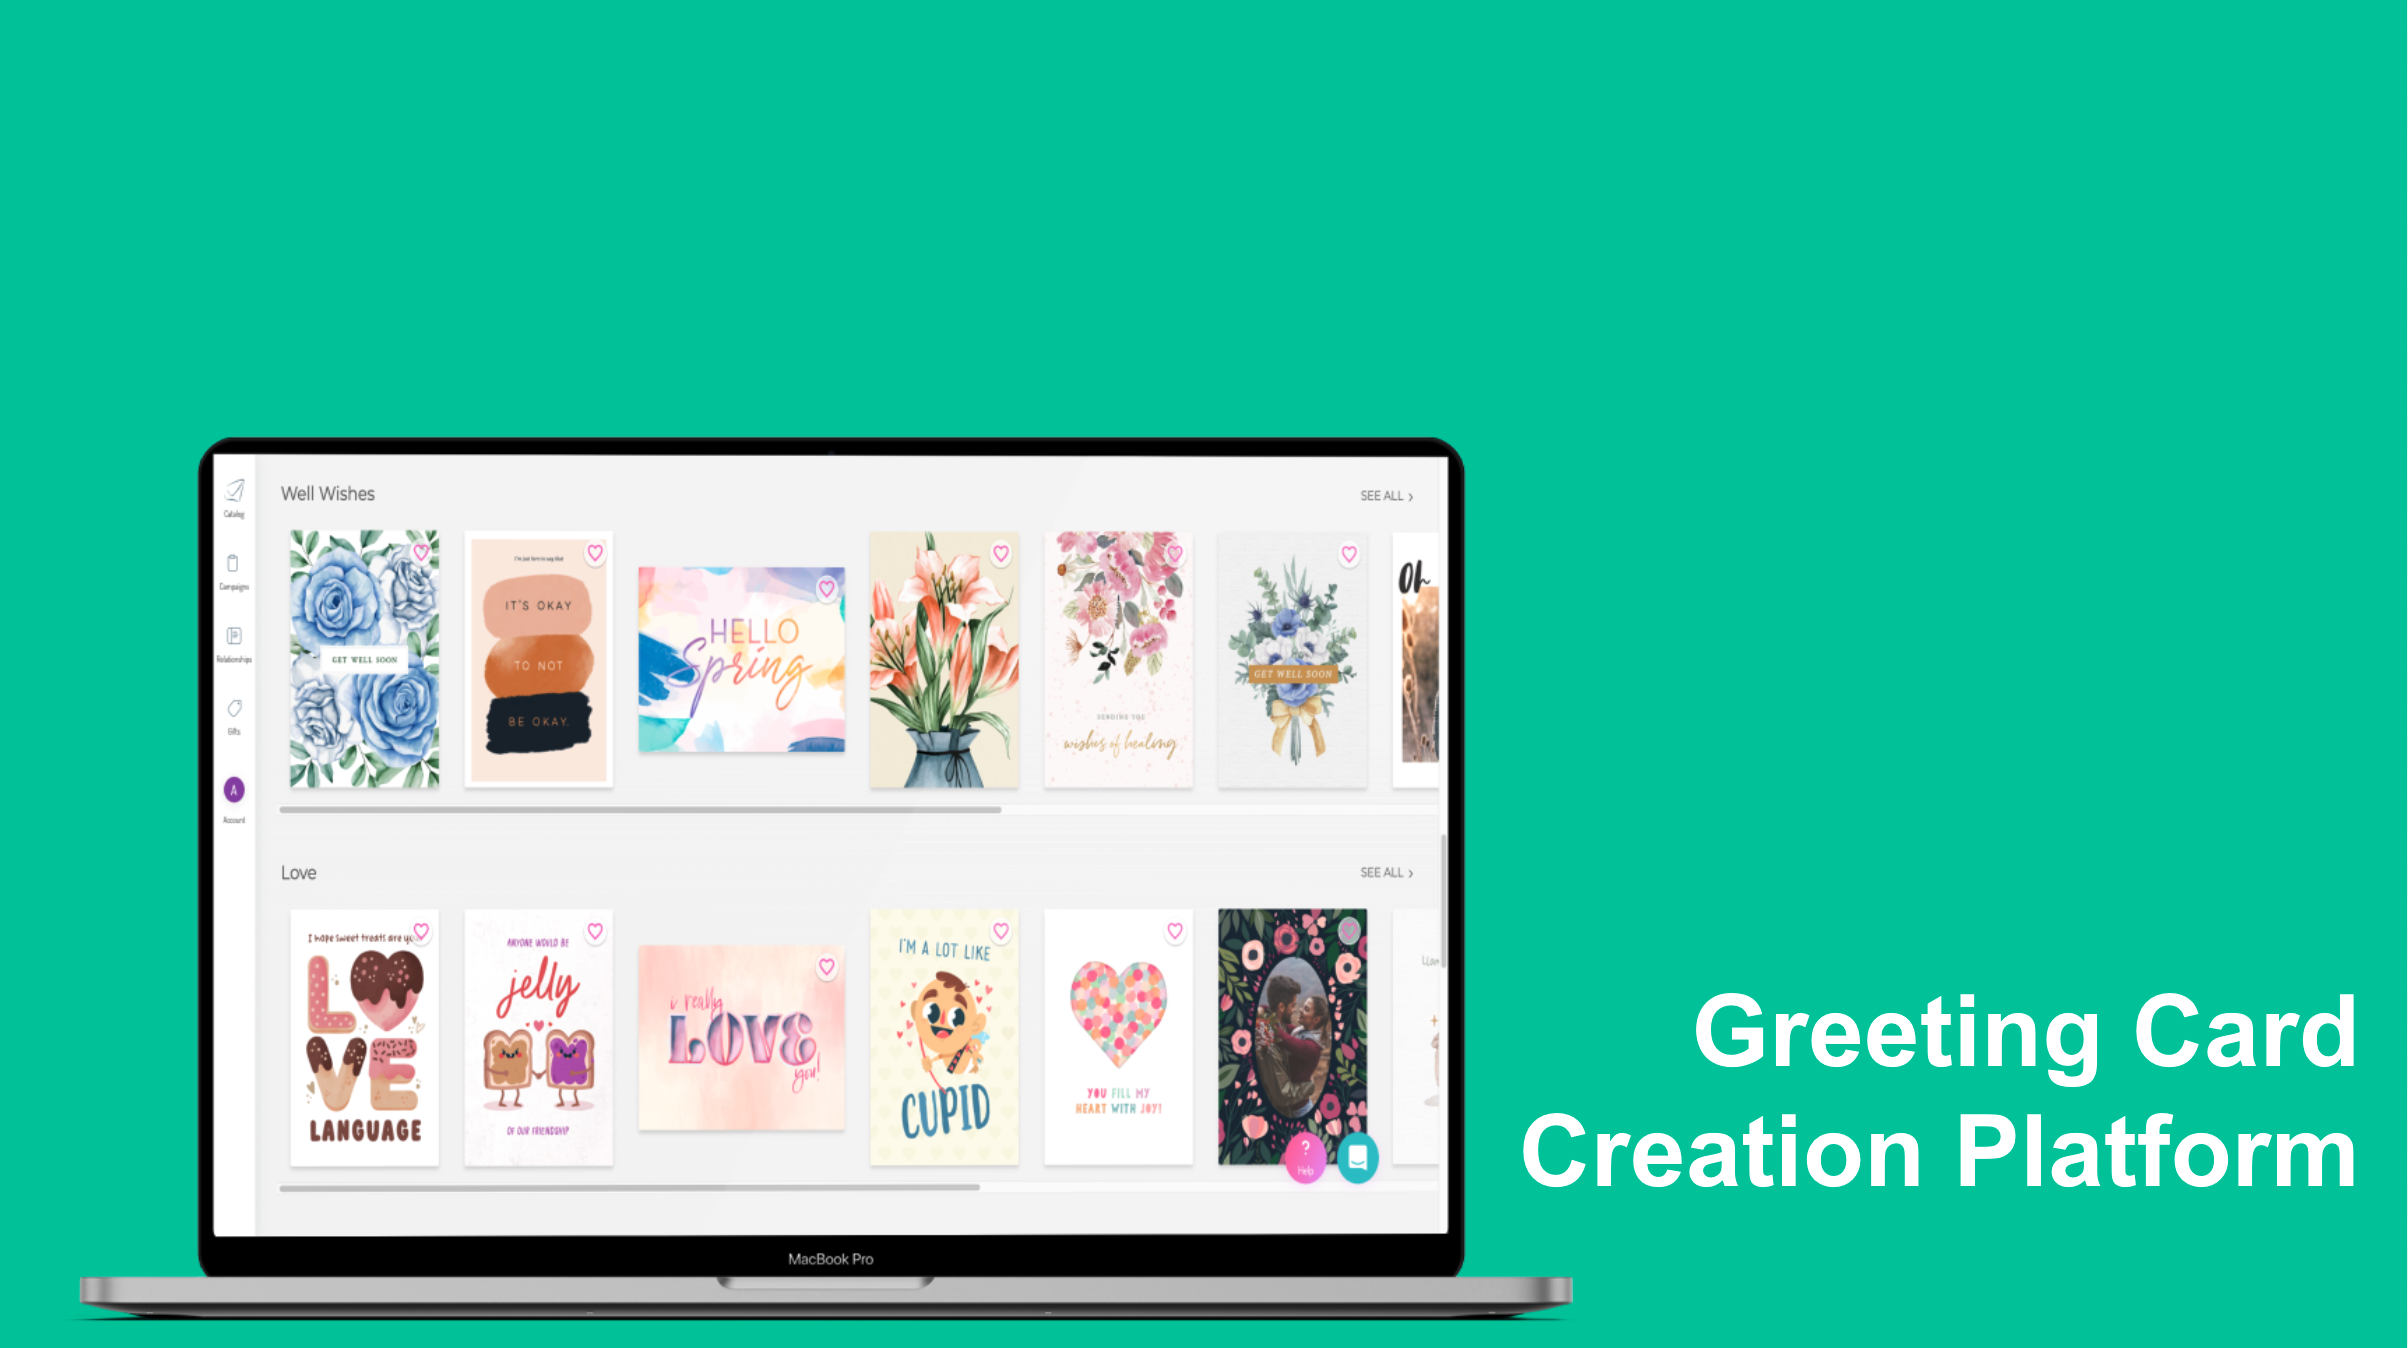 Catalog
Campaigns
Relationships
Gifts
A
Account
Well Wishes
SEE ALL >
GET WELL SOON
I'm just here to say that
IT'S OKAY
TO NOT
BE OKAY.
HELLO
Spring
SENDING YOU
wishes of healing
GET WELL SOON
Oh
Love
SEE ALL >
I hope sweet treats are yo
LOVE
LANGUAGE
ANYONE WOULD BE
jelly
OF OUR FRIENDSHIP
i really
LOVE
you!
I'M A LOT LIKE
CUPID
YOU FILL MY
HEART WITH JOY!
?
Help
MacBook Pro
Greeting Card
Creation Platform